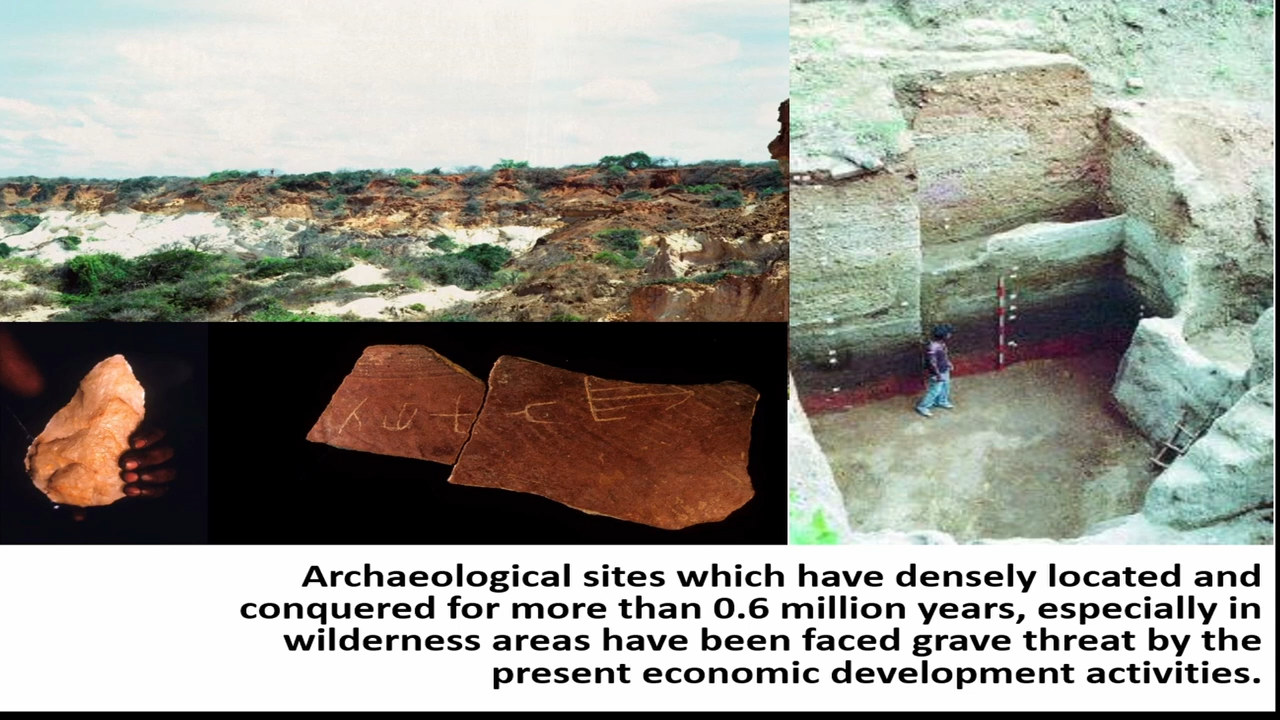 Archaeological sites which have densely located and
conquered for more than 0.6 million years, especially in
wilderness areas have been faced grave threat by the
present economic development activities.